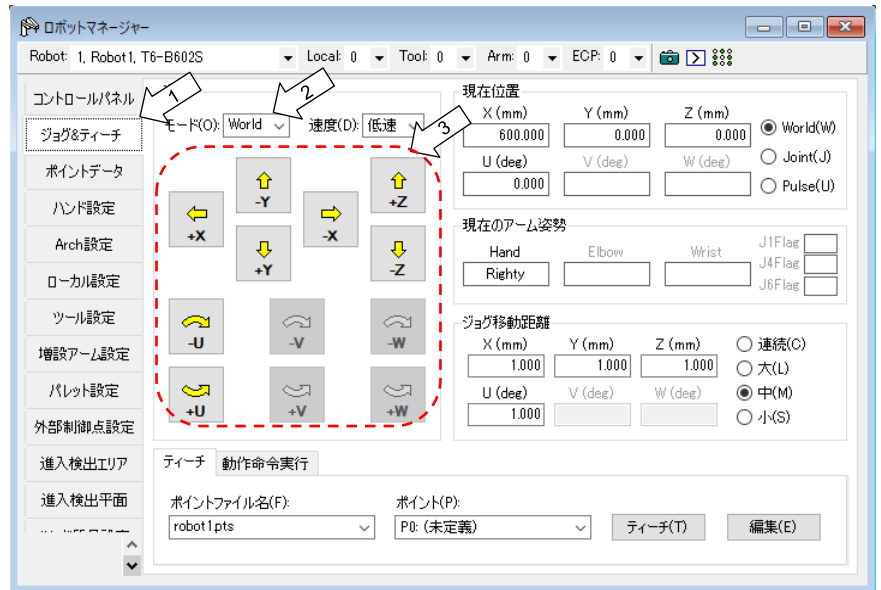 ロボットマネージャー
Robot: 1, Robot1, T6-B602S Local: 0 Tool: 0 Arm: 0 ECP: 0
コントロールパネル
ジョグ&ティーチ
ポイントデータ
ハンド設定
Arch設定
ローカル設定
ツール設定
増設アーム設定
パレット設定
外部制御点設定
進入検出エリア
進入検出平面
1
2
3
モード(O): World 速度(D): 低速
+X
-Y
+Y
-X
+Z
-Z
-U
-V
-W
+U
+V
+W
現在位置
X (mm) Y (mm) Z (mm)
600.000 0.000 0.000
U (deg) V (deg) W (deg)
0.000
World(W)
Joint(J)
Pulse(U)
現在のアーム姿勢
Hand Elbow Wrist
Righty
J1Flag
J4Flag
J6Flag
ジョグ移動距離
X (mm) Y (mm) Z (mm)
1.000 1.000 1.000
U (deg) V (deg) W (deg)
1.000
連続(C)
大(L)
中(M)
小(S)
ティーチ 動作命令実行
ポイントファイル名(F): ポイント(P):
robot1.pts P0: (未定義) ティーチ(T) 編集(E)